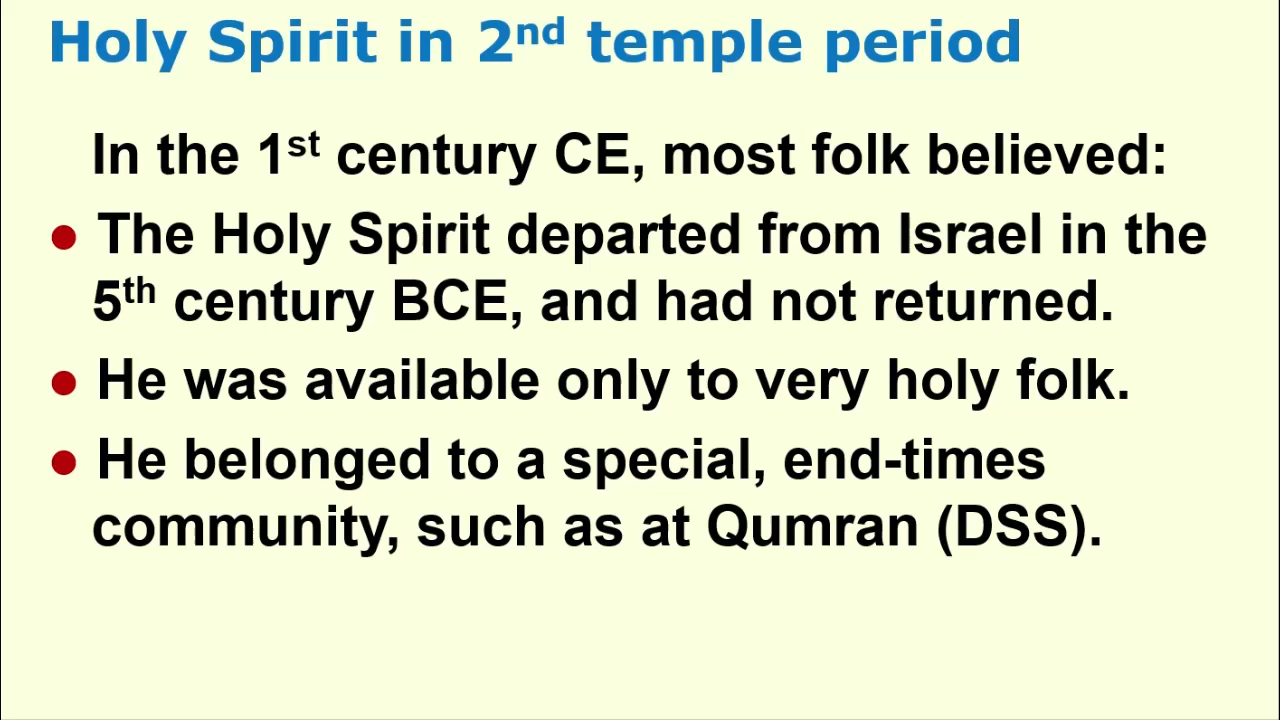 Holy Spirit in 2nd temple period
In the 1st century CE, most folk believed:
● The Holy Spirit departed from Israel in the
5th century BCE, and had not returned.
● He was available only to very holy folk.
● He belonged to a special, end-times
community, such as at Qumran (DSS).